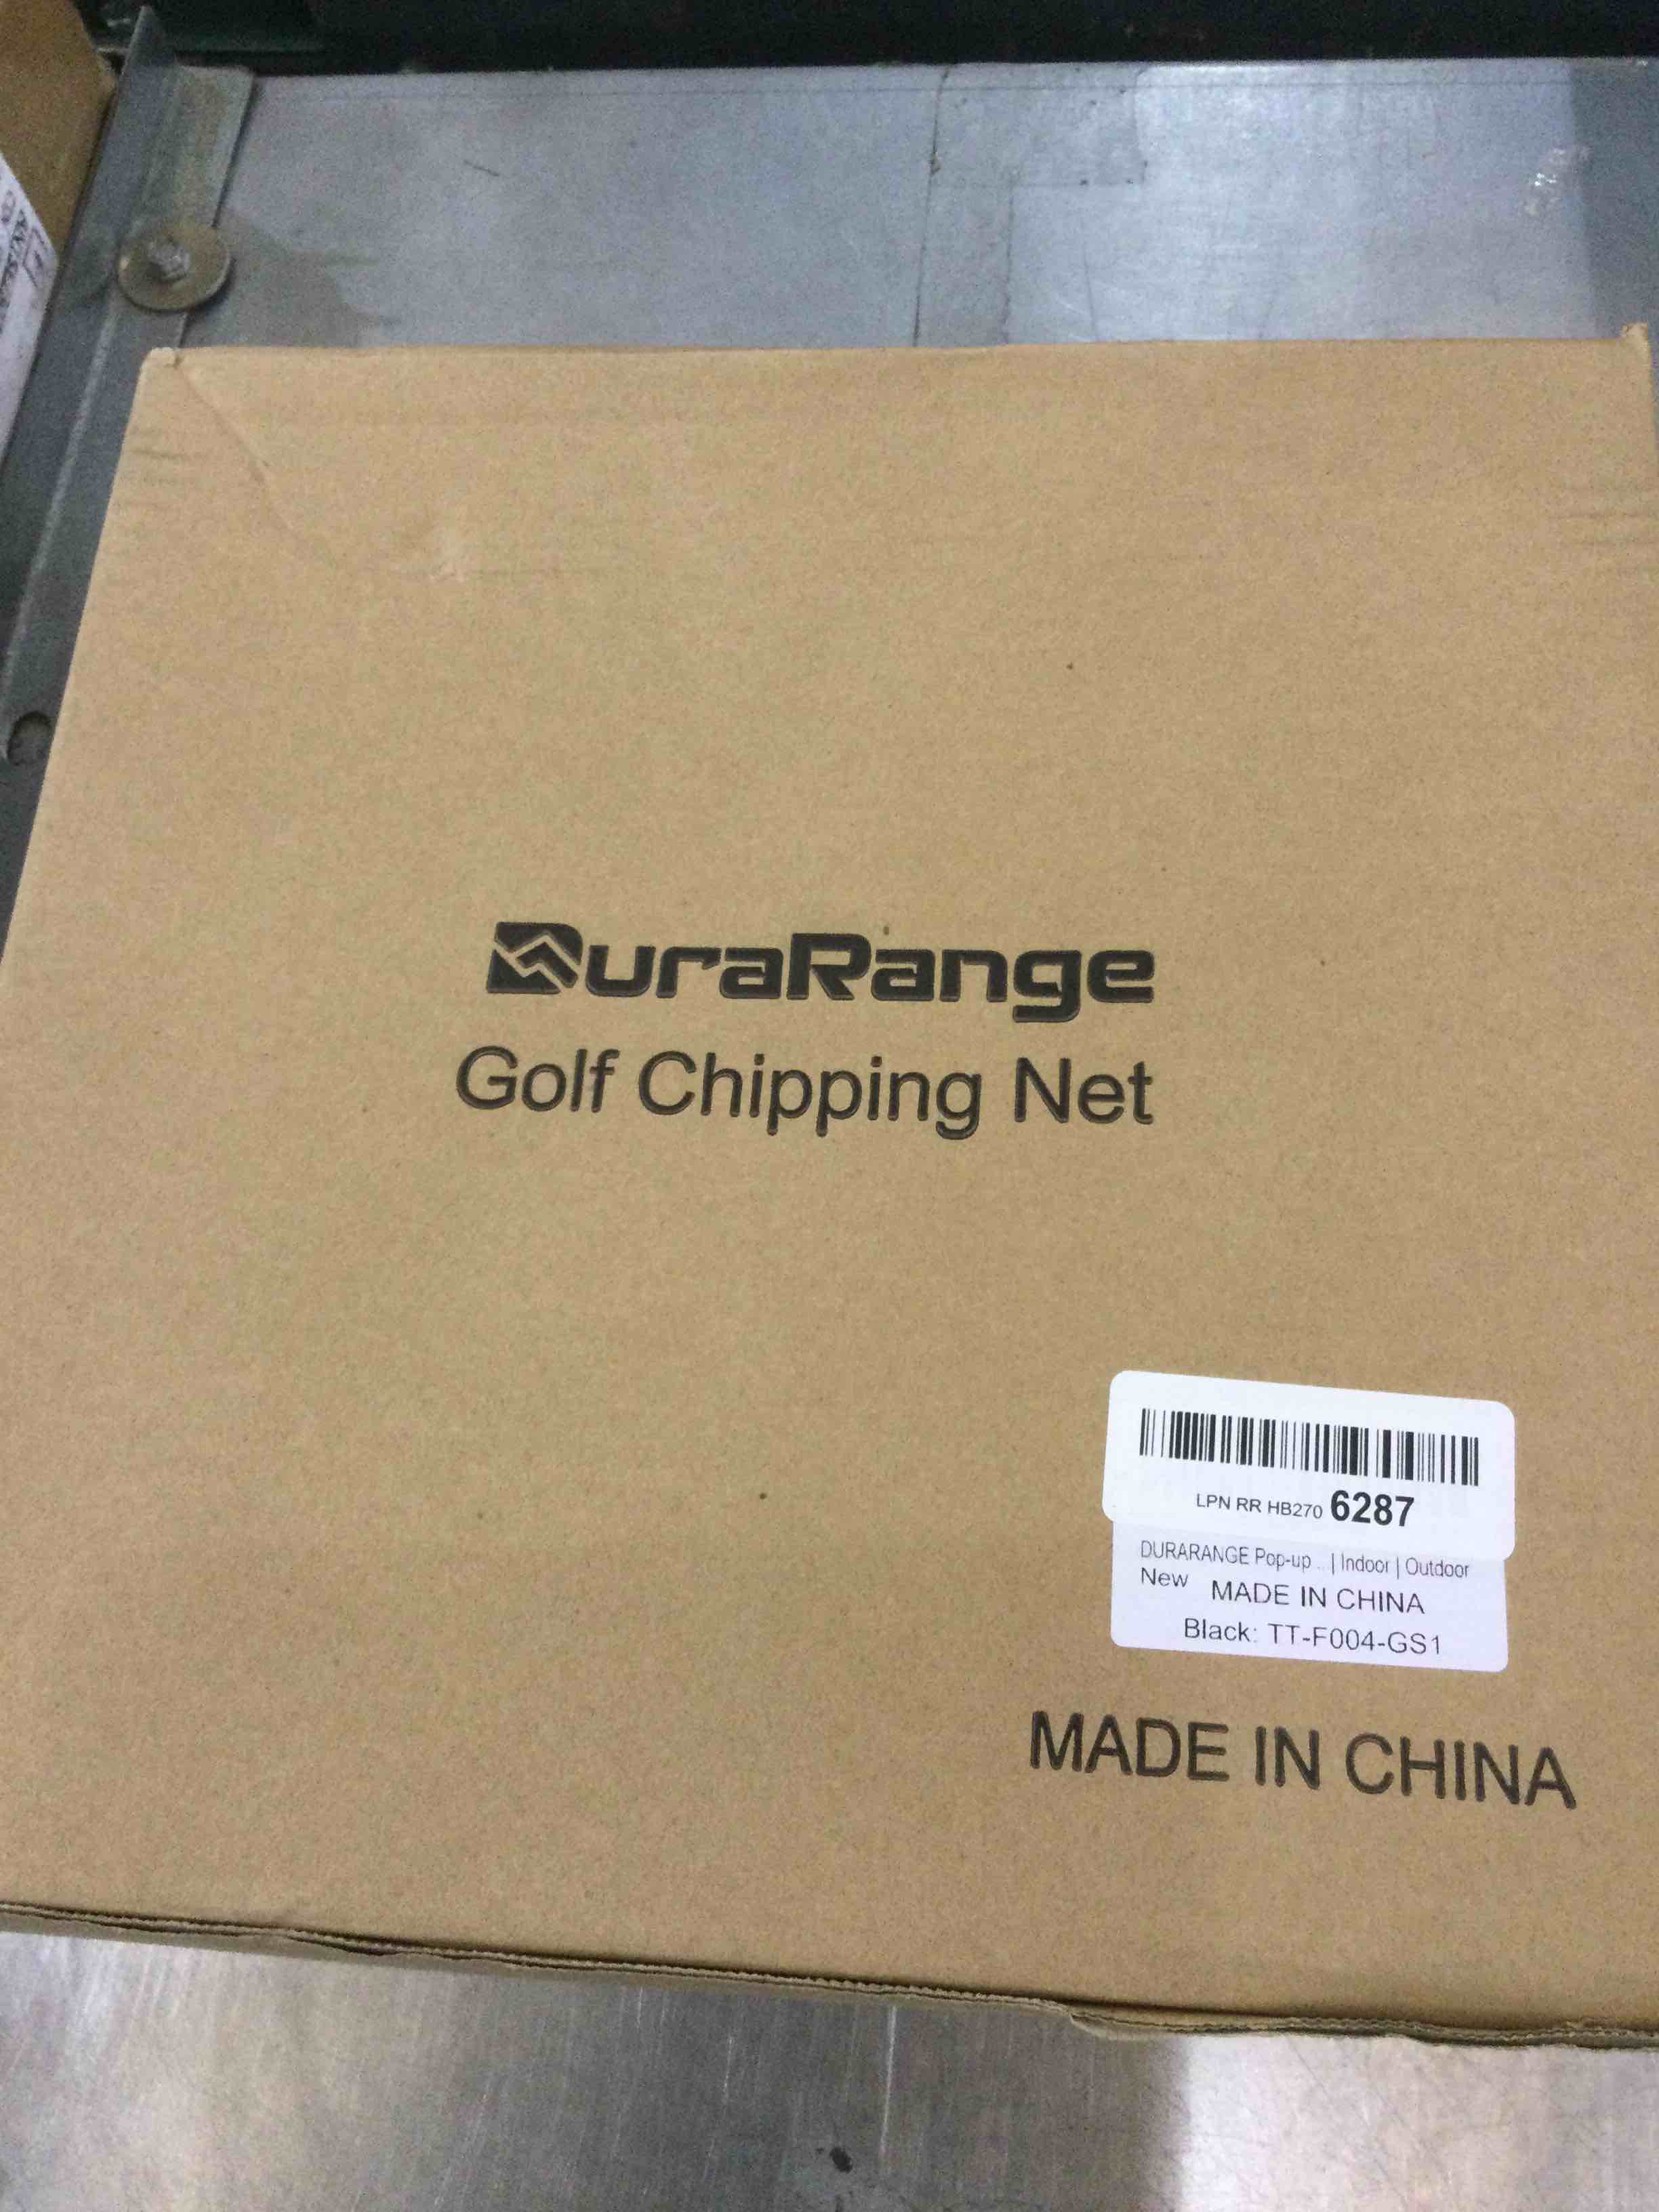 DuraRange
Golf Chipping Net
LPN RR HB270 6287
DURARANGE Pop-up ... | Indoor | Outdoor
New MADE IN CHINA
Black: TT-F004-GS1
MADE IN CHINA